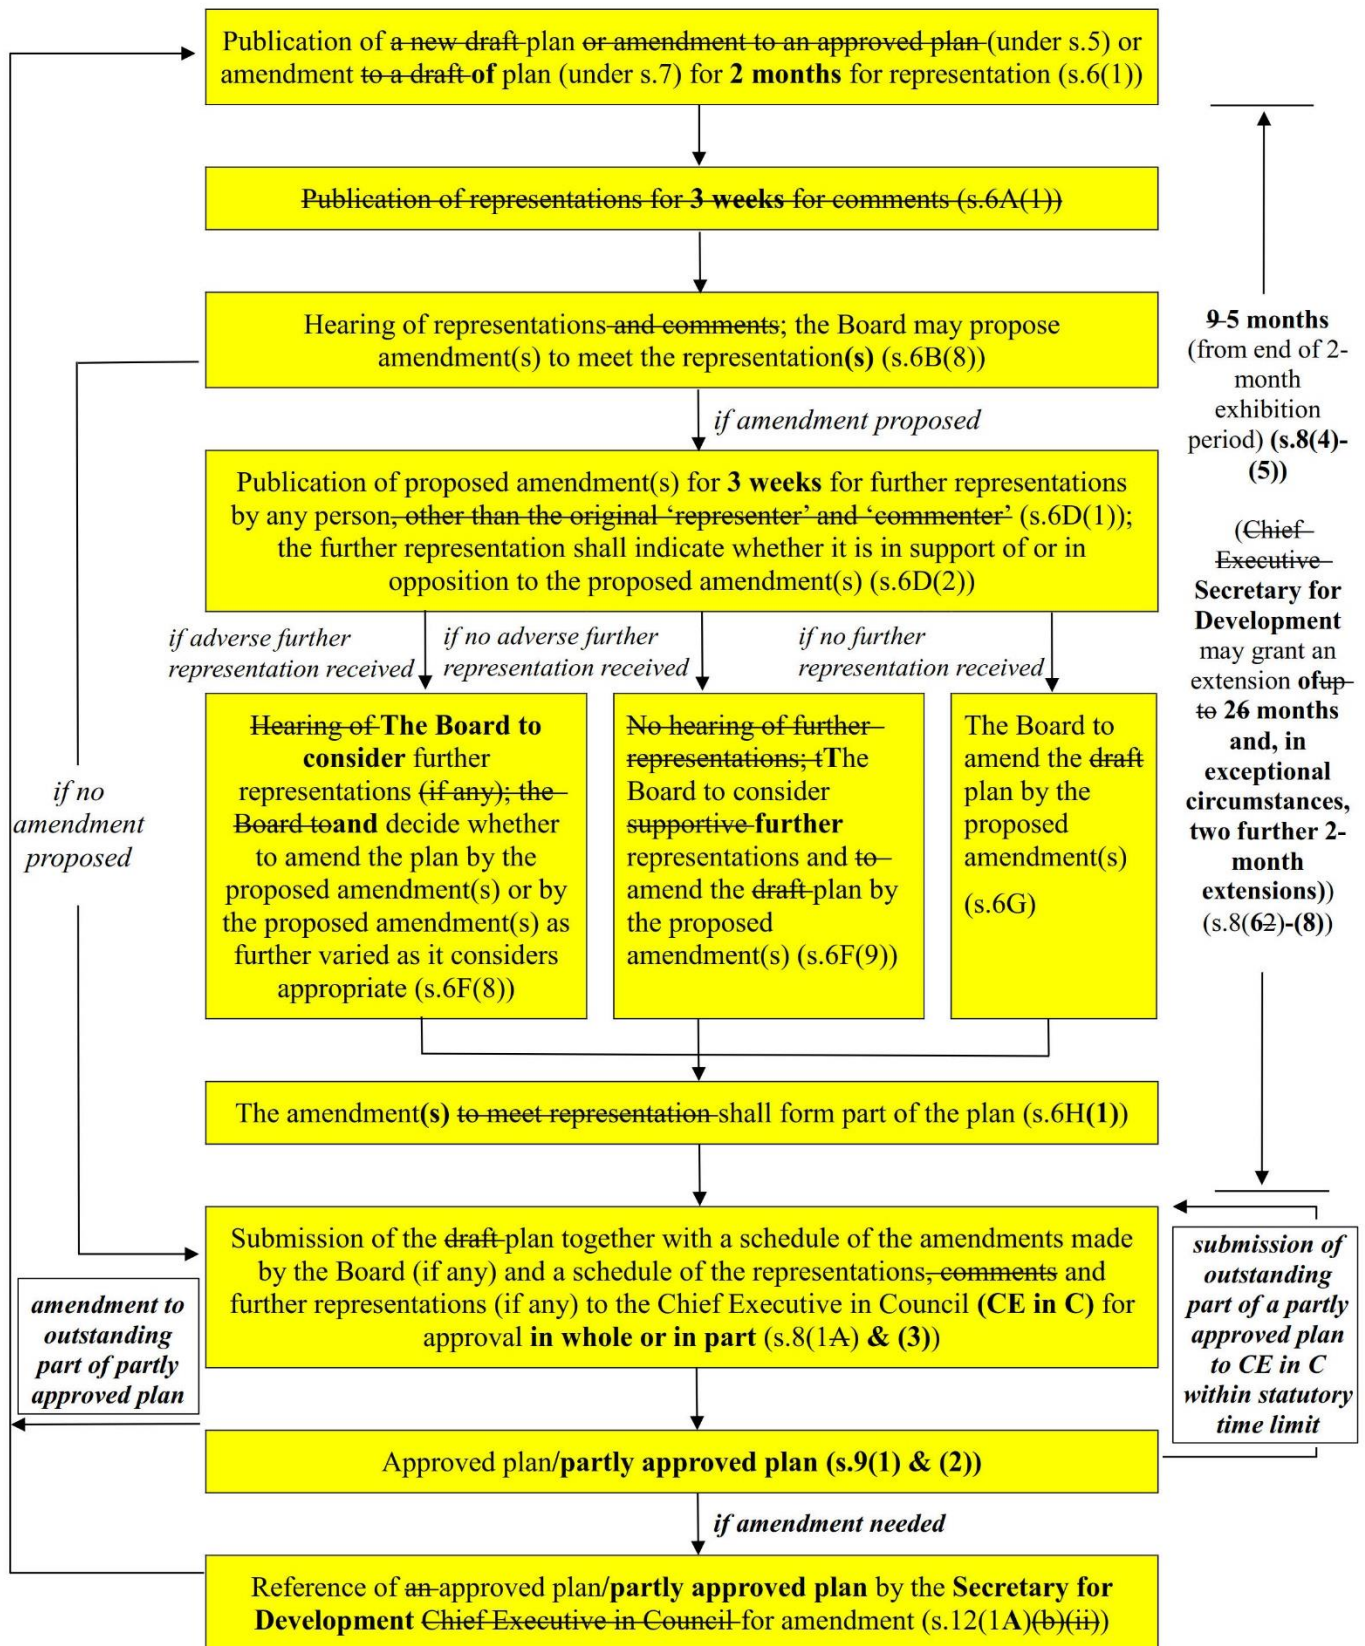 Publication of a new draft plan or amendment to an approved plan (under s.5) or
amendment to a draft of plan (under s.7) for 2 months for representation (s.6(1))
Publication of representations for 3 weeks for comments (s.6A(1))
Hearing of representations and comments; the Board may propose
amendment(s) to meet the representation(s) (s.6B(8))
if amendment proposed
Publication of proposed amendment(s) for 3 weeks for further representations
by any person, other than the original ‘representer’ and ‘commenter’ (s.6D(1));
the further representation shall indicate whether it is in support of or in
opposition to the proposed amendment(s) (s.6D(2))
if adverse further
representation received
if no adverse further
representation received
if no further
representation received
Hearing of The Board to
consider further
representations (if any); the
Board toand decide whether
to amend the plan by the
proposed amendment(s) or by
the proposed amendment(s) as
further varied as it considers
appropriate (s.6F(8))
No hearing of further
representations; tThe
Board to consider
supportive further
representations and to
amend the draft plan by
the proposed
amendment(s) (s.6F(9))
The Board to
amend the draft
plan by the
proposed
amendment(s)
(s.6G)
if no
amendment
proposed
9 5 months
(from end of 2-
month
exhibition
period) (s.8(4)-
(5))
(Chief
Executive
Secretary for
Development
may grant an
extension ofup
to 26 months
and, in
exceptional
circumstances,
two further 2-
month
extensions))
(s.8(62)-(8))
The amendment(s) to meet representation shall form part of the plan (s.6H(1))
Submission of the draft plan together with a schedule of the amendments made
by the Board (if any) and a schedule of the representations, comments and
further representations (if any) to the Chief Executive in Council (CE in C) for
approval in whole or in part (s.8(1A) & (3))
amendment to
outstanding
part of partly
approved plan
submission of
outstanding
part of a partly
approved plan
to CE in C
within statutory
time limit
Approved plan/partly approved plan (s.9(1) & (2))
if amendment needed
Reference of an approved plan/partly approved plan by the Secretary for
Development Chief Executive in Council for amendment (s.12(1A)(b)(ii))